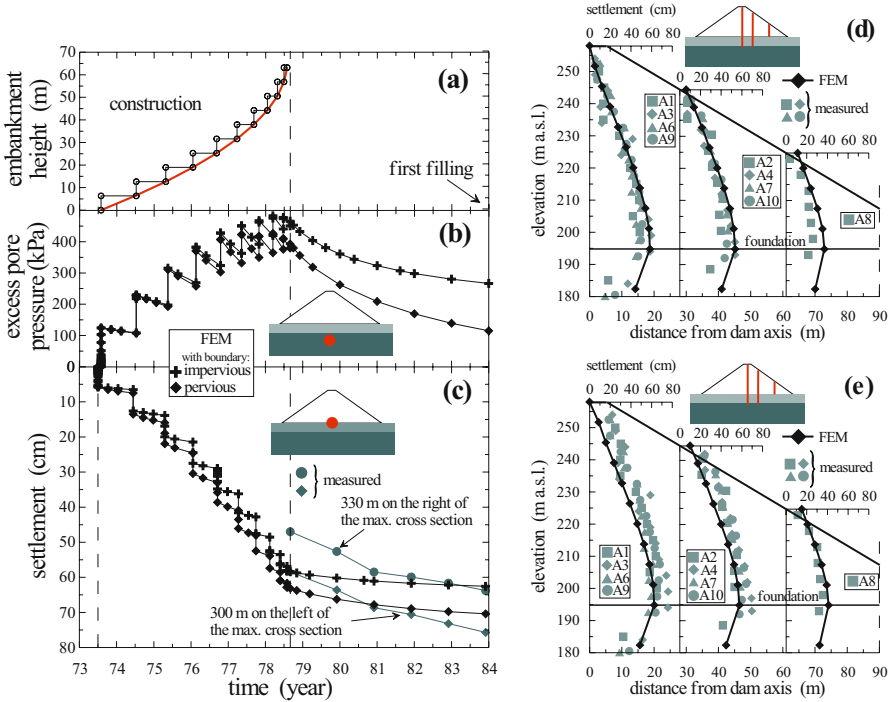 (a)
70
60
50
40
30
20
10
0
embankment
height (m)
construction
first filling
(b)
400
300
200
100
0
excess pore
pressure (kPa)
FEM
with boundary:
impervious
pervious
(c)
10
20
30
40
50
60
70
80
settlement (cm)
measured
330 m on the right of
the max. cross section
300 m on the left of
the max. cross section
73 74 75 76 77 78 79 80 81 82 83 84
time (year)
settlement (cm)
0 20 40 60 80
(d)
0 20 40 60 80
FEM
measured
0 20 40 60 80
250
240
230
220
210
200
190
180
elevation (m a.s.l.)
A1
A3
A6
A9
A2
A4
A7
A10
A8
foundation
0 10 20 30 40 50 60 70 80 90
distance from dam axis (m)
settlement (cm)
0 20 40 60 80
(e)
0 20 40 60 80
FEM
measured
0 20 40 60 80
250
240
230
220
210
200
190
180
elevation (m a.s.l.)
A1
A3
A6
A9
A2
A4
A7
A10
A8
foundation
0 10 20 30 40 50 60 70 80 90
distance from dam axis (m)